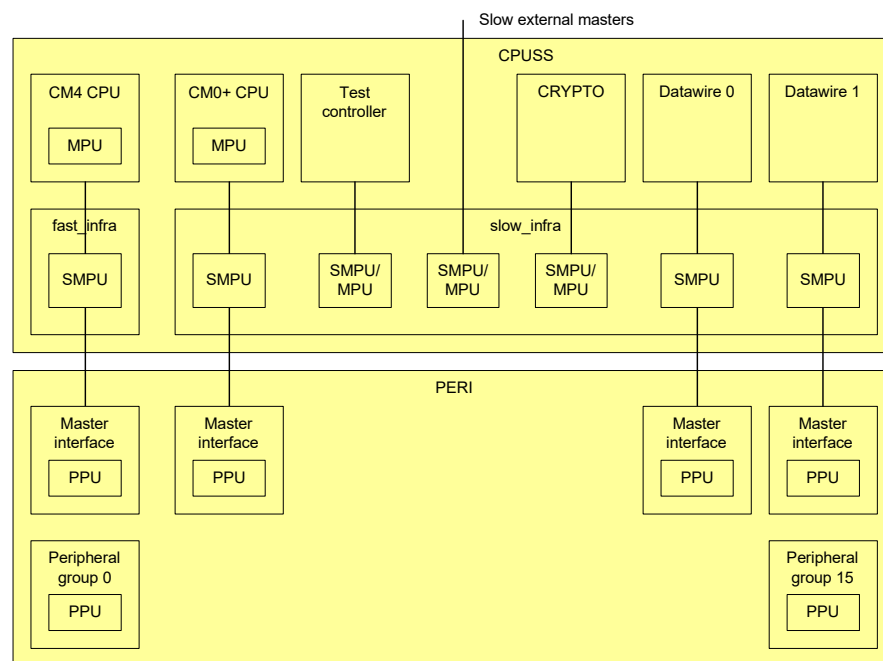 Slow external masters
CPUSS
CM4 CPU
MPU
CM0+ CPU
MPU
Test
controller
CRYPTO
Datawire 0
Datawire 1
fast_infra
SMPU
slow_infra
SMPU
SMPU/
MPU
SMPU/
MPU
SMPU/
MPU
SMPU
SMPU
PERI
Master
interface
PPU
Master
interface
PPU
Master
interface
PPU
Master
interface
PPU
Peripheral
group 0
PPU
Peripheral
group 15
PPU